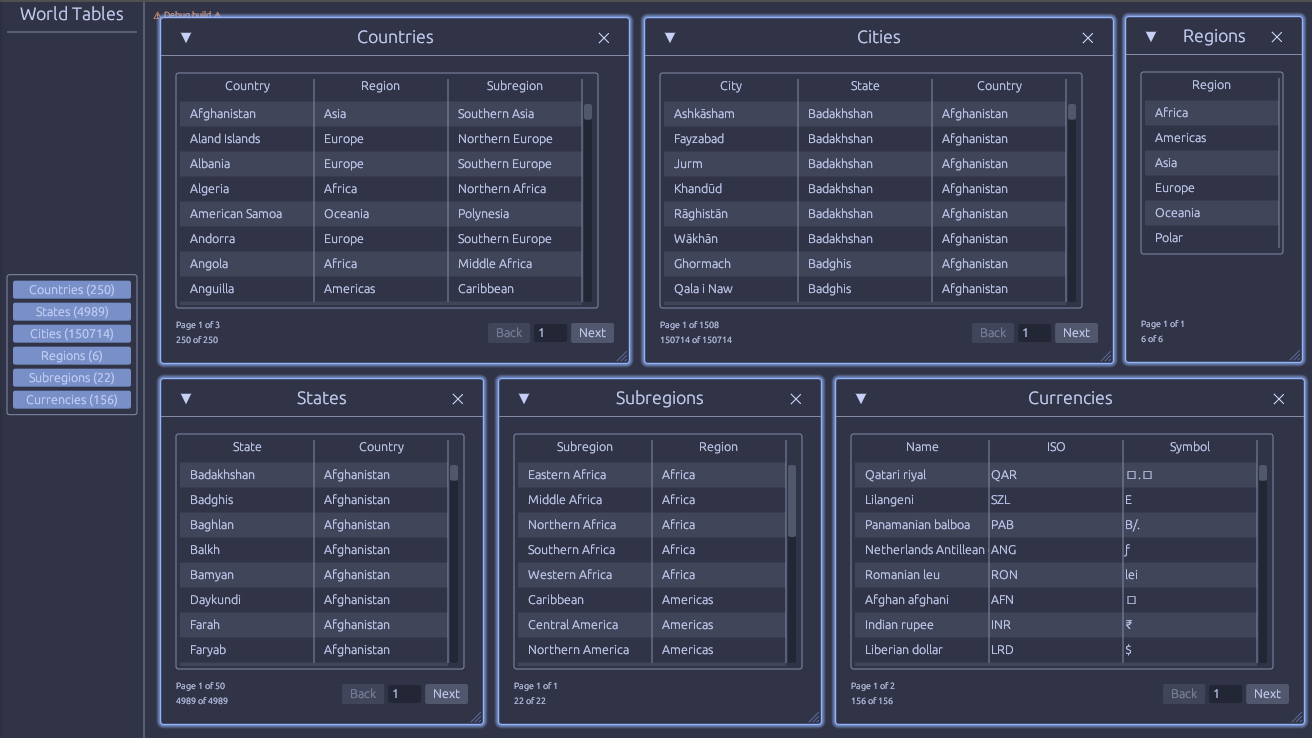 World Tables
⚠ Debug build ⚠
Countries (250)
States (4989)
Cities (150714)
Regions (6)
Subregions (22)
Currencies (156)
▼ Countries ×
Country Region Subregion
Afghanistan Asia Southern Asia
Aland Islands Europe Northern Europe
Albania Europe Southern Europe
Algeria Africa Northern Africa
American Samoa Oceania Polynesia
Andorra Europe Southern Europe
Angola Africa Middle Africa
Anguilla Americas Caribbean
Page 1 of 3
250 of 250
Back 1 Next
▼ Cities ×
City State Country
Ashkāsham Badakhshan Afghanistan
Fayzabad Badakhshan Afghanistan
Jurm Badakhshan Afghanistan
Khandūd Badakhshan Afghanistan
Rāghistān Badakhshan Afghanistan
Wākhān Badakhshan Afghanistan
Ghormach Badghis Afghanistan
Qala i Naw Badghis Afghanistan
Page 1 of 1508
150714 of 150714
Back 1 Next
▼ Regions ×
Region
Africa
Americas
Asia
Europe
Oceania
Polar
Page 1 of 1
6 of 6
▼ States ×
State Country
Badakhshan Afghanistan
Badghis Afghanistan
Baghlan Afghanistan
Balkh Afghanistan
Bamyan Afghanistan
Daykundi Afghanistan
Farah Afghanistan
Faryab Afghanistan
Page 1 of 50
4989 of 4989
Back 1 Next
▼ Subregions ×
Subregion Region
Eastern Africa Africa
Middle Africa Africa
Northern Africa Africa
Southern Africa Africa
Western Africa Africa
Caribbean Americas
Central America Americas
Northern America Americas
Page 1 of 1
22 of 22
▼ Currencies ×
Name ISO Symbol
Qatari riyal QAR □.□
Lilangeni SZL E
Panamanian balboa PAB B/.
Netherlands Antillean ANG ƒ
Romanian leu RON lei
Afghan afghani AFN □
Indian rupee INR ₹
Liberian dollar LRD $
Page 1 of 2
156 of 156
Back 1 Next